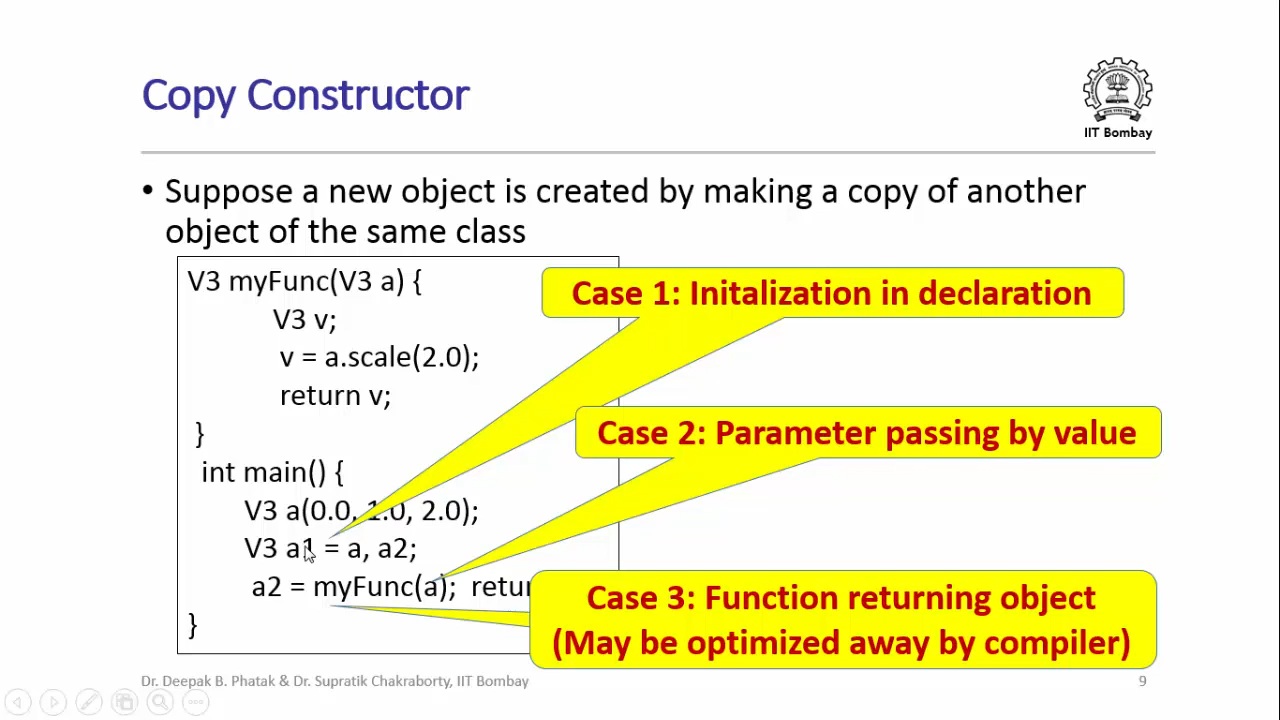 Copy Constructor
IIT Bombay
• Suppose a new object is created by making a copy of another
object of the same class
V3 myFunc(V3 a) {
V3 v;
v = a.scale(2.0);
return v;
}
int main() {
V3 a(0.0, 1.0, 2.0);
V3 a1 = a, a2;
a2 = myFunc(a); retur
}
Case 1: Initalization in declaration
Case 2: Parameter passing by value
Case 3: Function returning object
(May be optimized away by compiler)
Dr. Deepak B. Phatak & Dr. Supratik Chakraborty, IIT Bombay
9